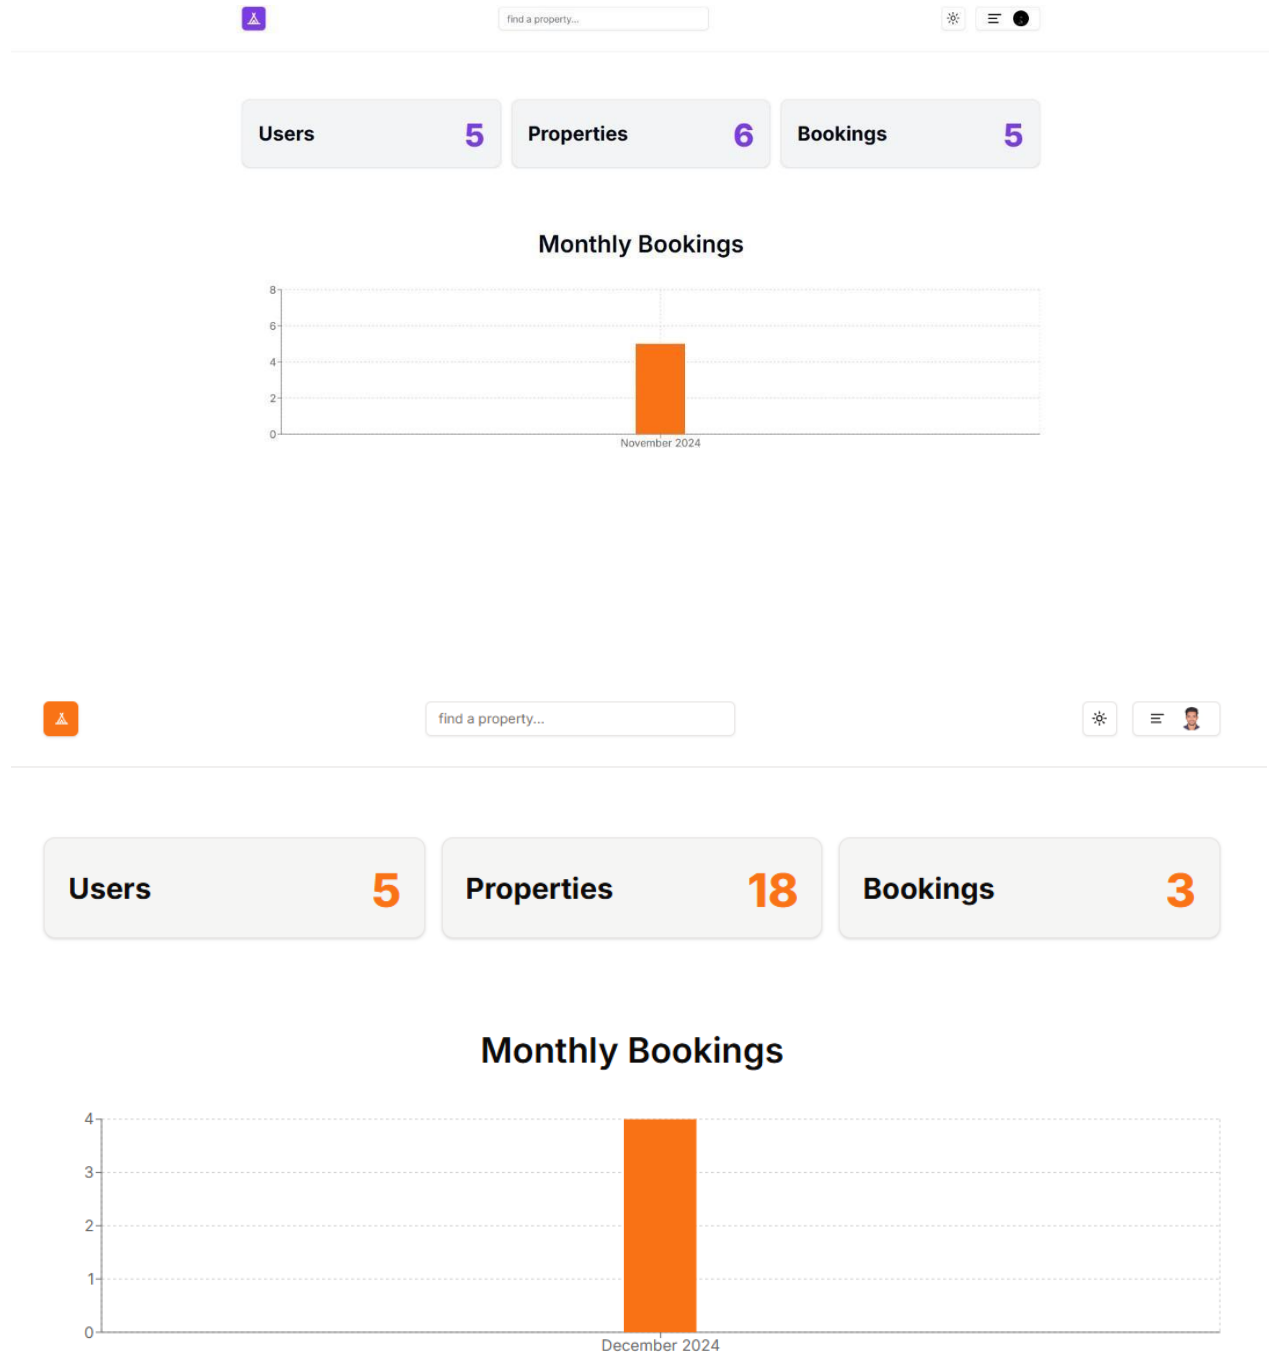 find a property...
Users 5 Properties 6 Bookings 5
Monthly Bookings
8
6
4
2
0
November 2024
find a property...
Users 5 Properties 18 Bookings 3
Monthly Bookings
4
3
2
1
0
December 2024